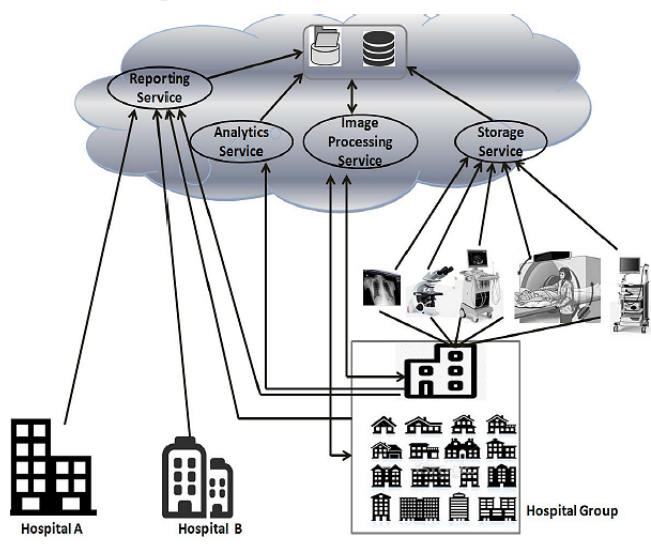 Reporting
Service
Analytics
Service
Image
Processing
Service
Storage
Service
Hospital A
Hospital B
Hospital Group